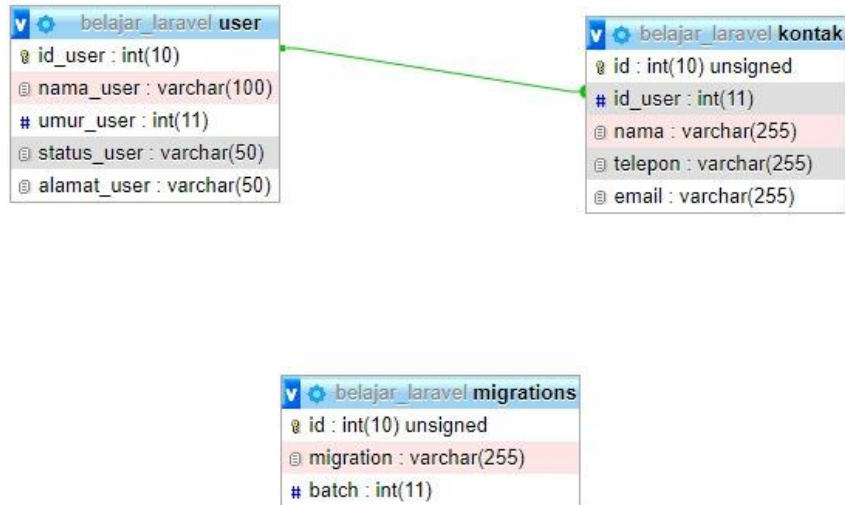 belajar_laravel user
id_user : int(10)
nama_user : varchar(100)
umur_user : int(11)
status_user : varchar(50)
alamat_user : varchar(50)
belajar_laravel kontak
id : int(10) unsigned
id_user : int(11)
nama : varchar(255)
telepon : varchar(255)
email : varchar(255)
belajar_laravel migrations
id : int(10) unsigned
migration : varchar(255)
batch : int(11)